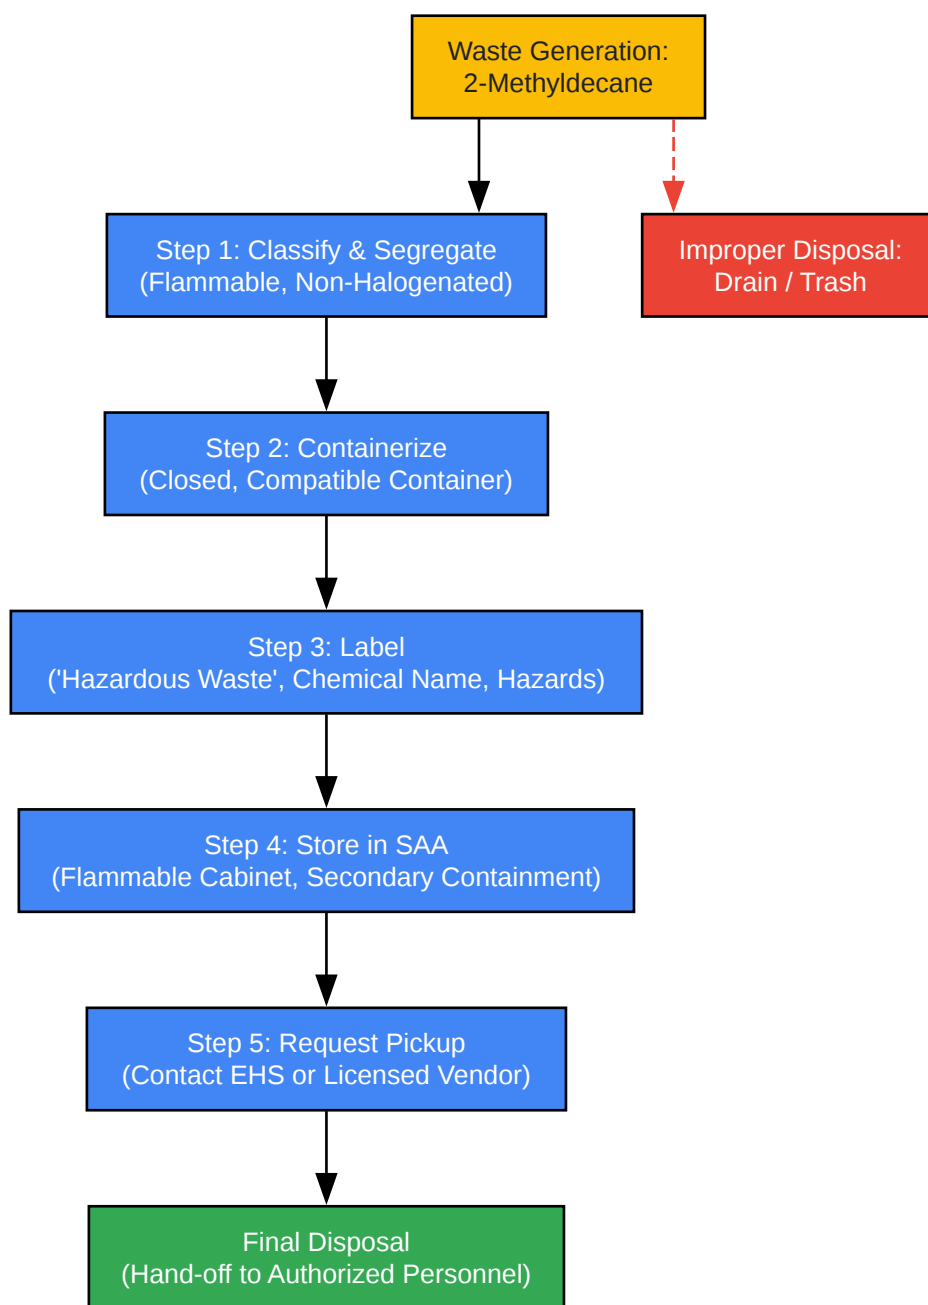 Waste Generation:
2-Methyldecane
Step 1: Classify & Segregate
(Flammable, Non-Halogenated)
Improper Disposal:
Drain / Trash
Step 2: Containerize
(Closed, Compatible Container)
Step 3: Label
('Hazardous Waste', Chemical Name, Hazards)
Step 4: Store in SAA
(Flammable Cabinet, Secondary Containment)
Step 5: Request Pickup
(Contact EHS or Licensed Vendor)
Final Disposal
(Hand-off to Authorized Personnel)